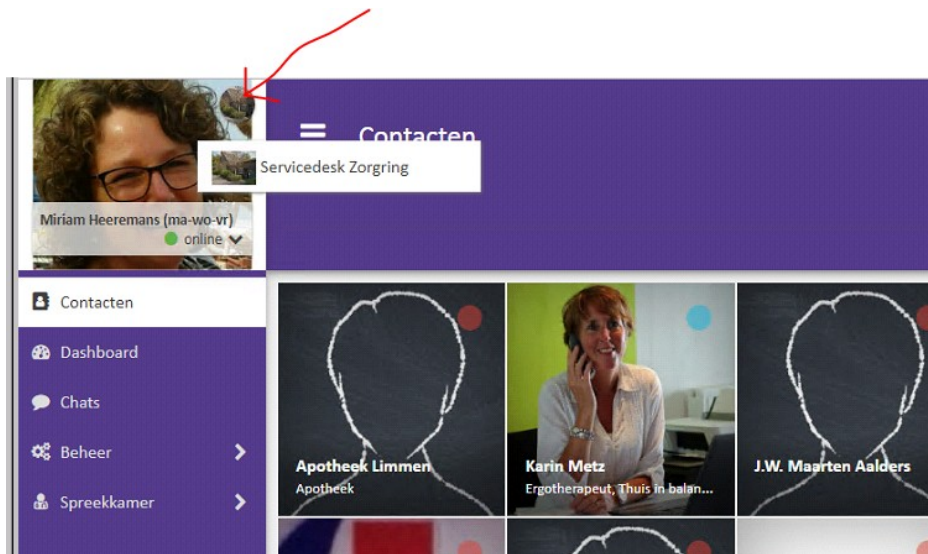 Contacten
Servicedesk Zorgring
Miriam Heeremans (ma-wo-vr)
online
Contacten
Dashboard
Chats
Beheer
Spreekkamer
Apotheek Limmen
Apotheek
Karin Metz
Ergotherapeut, Thuis in balan...
J.W. Maarten Aalders